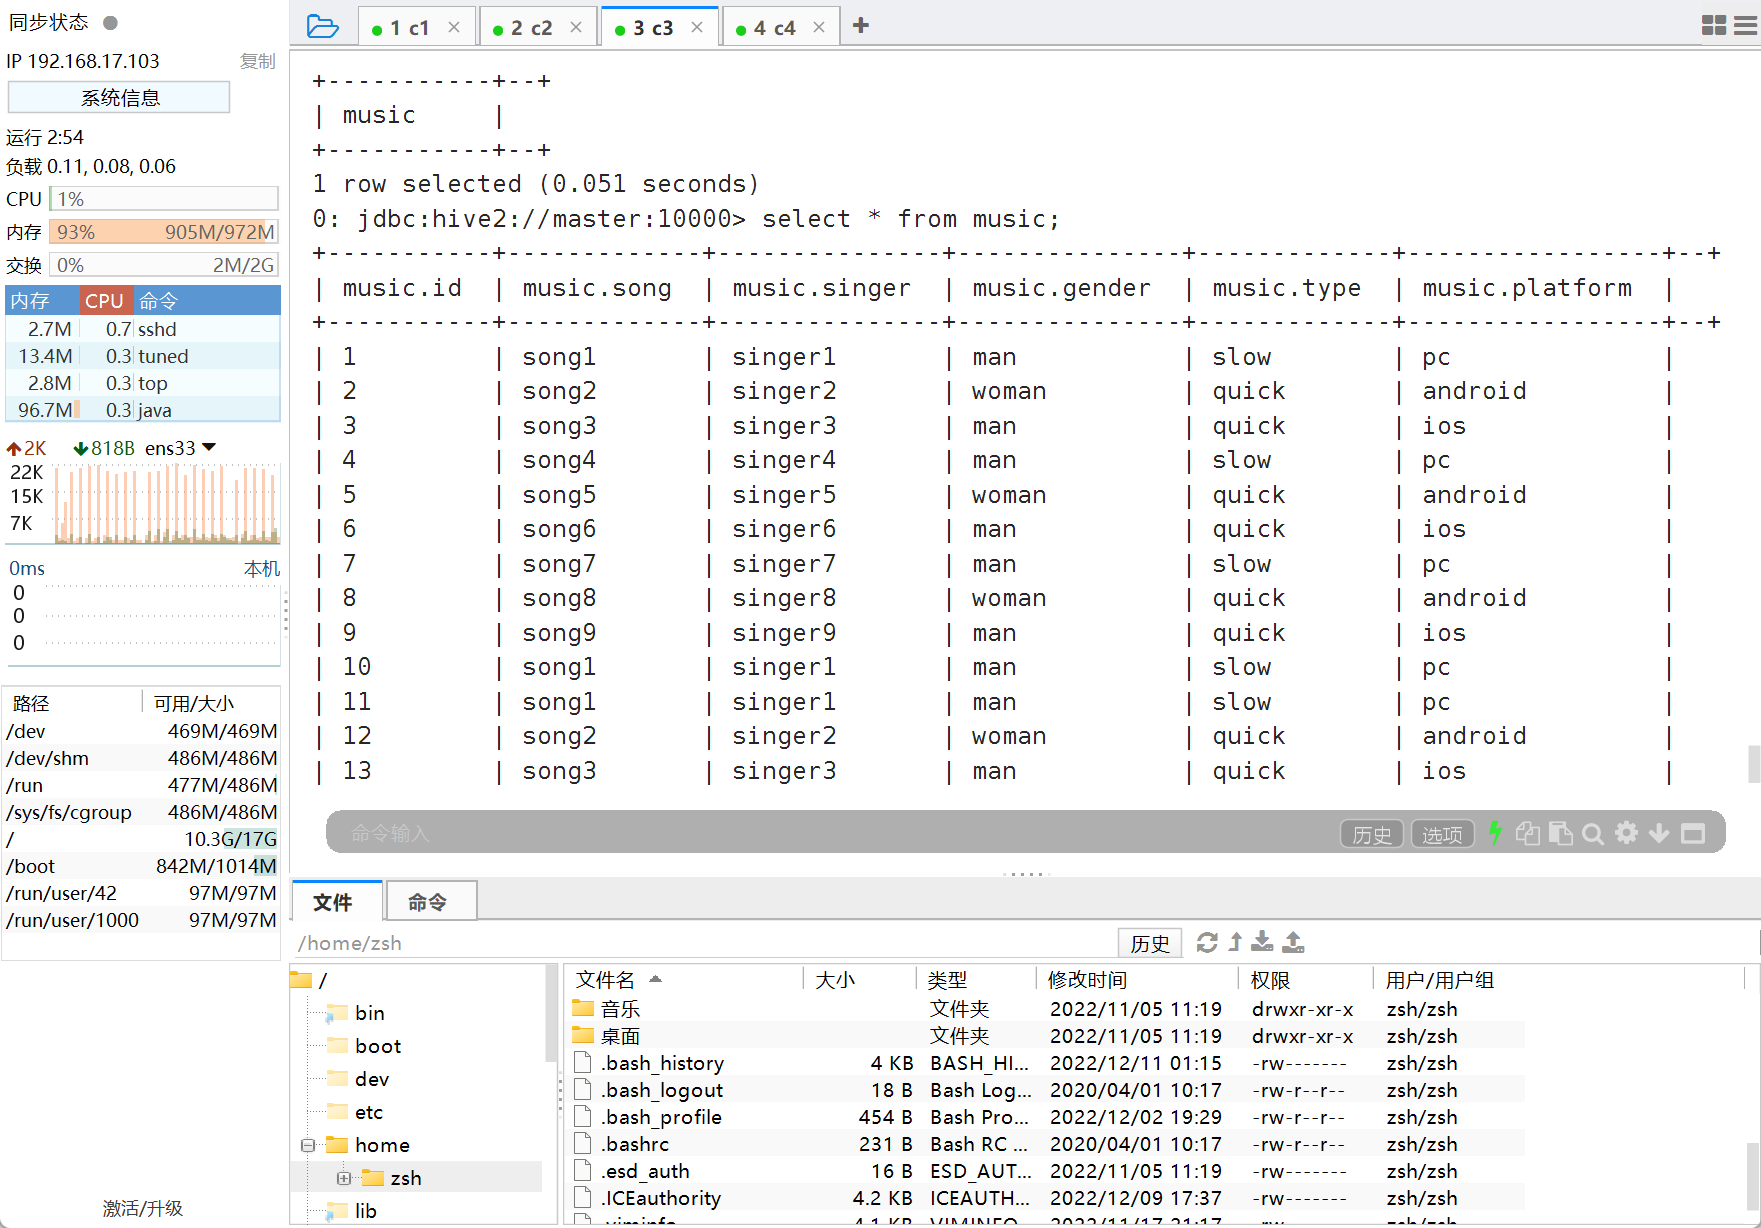 同步状态
IP 192.168.17.103 复制
系统信息
运行 2:54
负载 0.11, 0.08, 0.06
CPU 1%
内存 93% 905M/972M
交换 0% 2M/2G
内存 CPU 命令
2.7M 0.7 sshd
13.4M 0.3 tuned
2.8M 0.3 top
96.7M 0.3 java
2K 818B ens33
22K
15K
7K
0ms 本机
0
0
0
路径 可用/大小
/dev 469M/469M
/dev/shm 486M/486M
/run 477M/486M
/sys/fs/cgroup 486M/486M
/ 10.3G/17G
/boot 842M/1014M
/run/user/42 97M/97M
/run/user/1000 97M/97M
激活/升级
1 c1 2 c2 3 c3 4 c4
+-----------+--+
| music     |
+-----------+--+
1 row selected (0.051 seconds)
0: jdbc:hive2://master:10000> select * from music;
+-----------+-------------+---------------+---------------+-------------+-----------------+--+
| music.id  | music.song  | music.singer  | music.gender  | music.type  | music.platform  |
+-----------+-------------+---------------+---------------+-------------+-----------------+--+
| 1         | song1       | singer1       | man           | slow        | pc              |
| 2         | song2       | singer2       | woman         | quick       | android         |
| 3         | song3       | singer3       | man           | quick       | ios             |
| 4         | song4       | singer4       | man           | slow        | pc              |
| 5         | song5       | singer5       | woman         | quick       | android         |
| 6         | song6       | singer6       | man           | quick       | ios             |
| 7         | song7       | singer7       | man           | slow        | pc              |
| 8         | song8       | singer8       | woman         | quick       | android         |
| 9         | song9       | singer9       | man           | quick       | ios             |
| 10        | song1       | singer1       | man           | slow        | pc              |
| 11        | song1       | singer1       | man           | slow        | pc              |
| 12        | song2       | singer2       | woman         | quick       | android         |
| 13        | song3       | singer3       | man           | quick       | ios             |
命令输入 历史 选项
文件 命令
/home/zsh 历史
/
bin
boot
dev
etc
home
zsh
lib
文件名 大小 类型 修改时间 权限 用户/用户组
音乐 文件夹 2022/11/05 11:19 drwxr-xr-x zsh/zsh
桌面 文件夹 2022/11/05 11:19 drwxr-xr-x zsh/zsh
.bash_history 4 KB BASH_HI... 2022/12/11 01:15 -rw------- zsh/zsh
.bash_logout 18 B Bash Log... 2020/04/01 10:17 -rw-r--r-- zsh/zsh
.bash_profile 454 B Bash Pro... 2022/12/02 19:29 -rw-r--r-- zsh/zsh
.bashrc 231 B Bash RC ... 2020/04/01 10:17 -rw-r--r-- zsh/zsh
.esd_auth 16 B ESD_AUT... 2022/11/05 11:19 -rw------- zsh/zsh
.ICEauthority 4.2 KB ICEAUTH... 2022/12/09 17:37 -rw------- zsh/zsh
.viminfo 4.1 KB VIMINFO 2022/11/17 21:17 -rw------- zsh/zsh